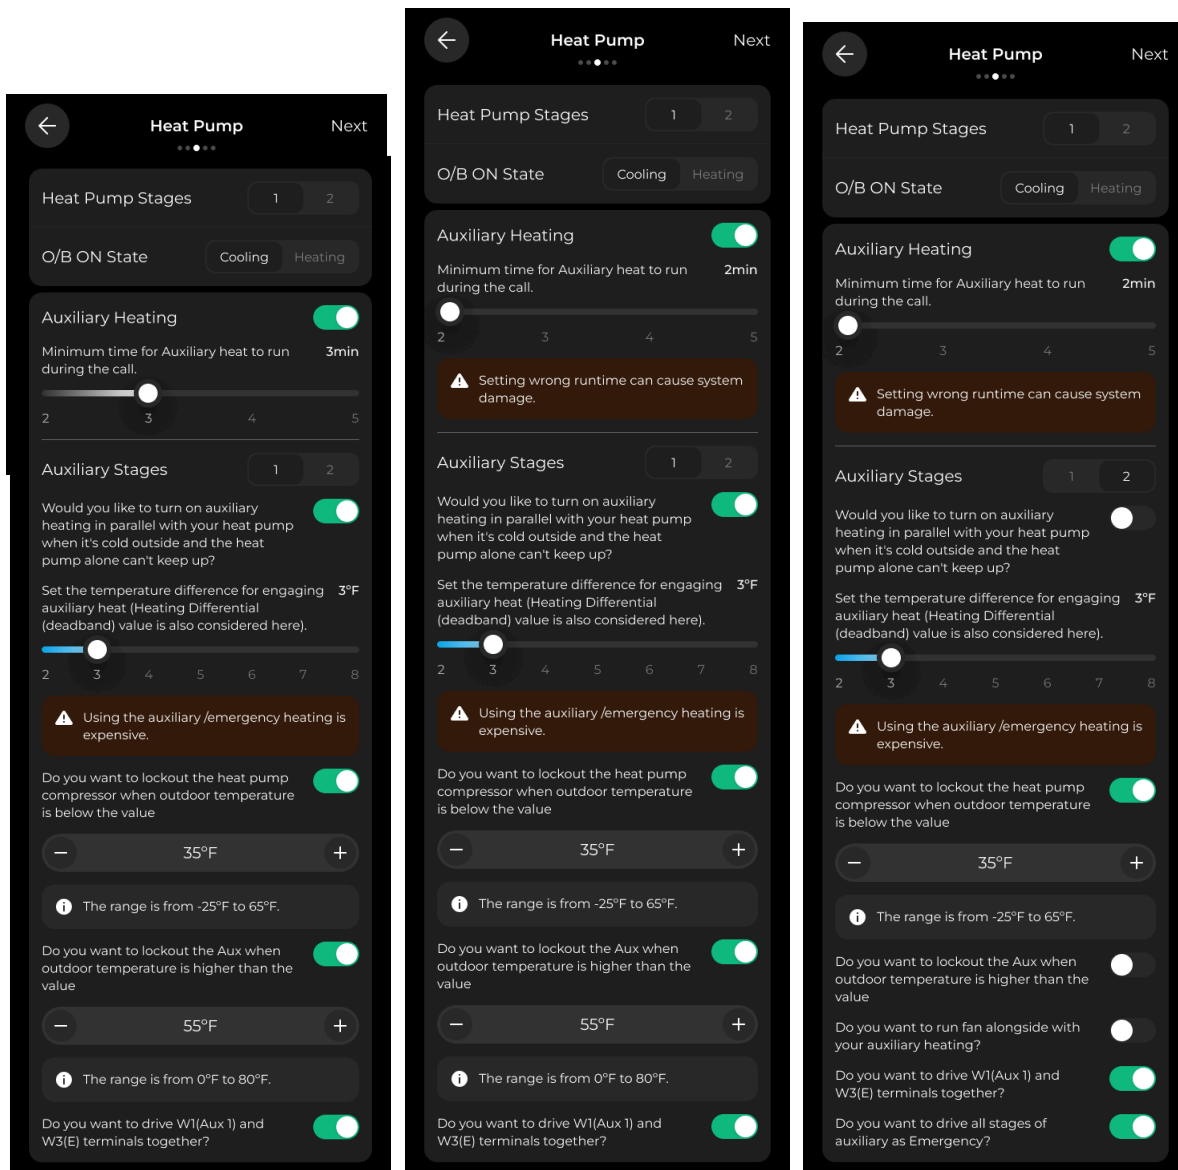 Heat Pump Next
Heat Pump Stages 1 2
O/B ON State Cooling Heating
Auxiliary Heating
Minimum time for Auxiliary heat to run 3min
during the call.
2 3 4 5
Auxiliary Stages 1 2
Would you like to turn on auxiliary
heating in parallel with your heat pump
when it's cold outside and the heat
pump alone can't keep up?
Set the temperature difference for engaging 3°F
auxiliary heat (Heating Differential
(deadband) value is also considered here).
2 3 4 5 6 7 8
Using the auxiliary /emergency heating is
expensive.
Do you want to lockout the heat pump
compressor when outdoor temperature
is below the value
− 35°F +
The range is from -25°F to 65°F.
Do you want to lockout the Aux when
outdoor temperature is higher than the
value
− 55°F +
The range is from 0°F to 80°F.
Do you want to drive W1(Aux 1) and
W3(E) terminals together?
Heat Pump Next
Heat Pump Stages 1 2
O/B ON State Cooling Heating
Auxiliary Heating
Minimum time for Auxiliary heat to run 2min
during the call.
2 3 4 5
Setting wrong runtime can cause system
damage.
Auxiliary Stages 1 2
Would you like to turn on auxiliary
heating in parallel with your heat pump
when it's cold outside and the heat
pump alone can't keep up?
Set the temperature difference for engaging 3°F
auxiliary heat (Heating Differential
(deadband) value is also considered here).
2 3 4 5 6 7 8
Using the auxiliary /emergency heating is
expensive.
Do you want to lockout the heat pump
compressor when outdoor temperature
is below the value
− 35°F +
The range is from -25°F to 65°F.
Do you want to lockout the Aux when
outdoor temperature is higher than the
value
− 55°F +
The range is from 0°F to 80°F.
Do you want to drive W1(Aux 1) and
W3(E) terminals together?
Heat Pump Next
Heat Pump Stages 1 2
O/B ON State Cooling Heating
Auxiliary Heating
Minimum time for Auxiliary heat to run 2min
during the call.
2 3 4 5
Setting wrong runtime can cause system
damage.
Auxiliary Stages 1 2
Would you like to turn on auxiliary
heating in parallel with your heat pump
when it's cold outside and the heat
pump alone can't keep up?
Set the temperature difference for engaging 3°F
auxiliary heat (Heating Differential
(deadband) value is also considered here).
2 3 4 5 6 7 8
Using the auxiliary /emergency heating is
expensive.
Do you want to lockout the heat pump
compressor when outdoor temperature
is below the value
− 35°F +
The range is from -25°F to 65°F.
Do you want to lockout the Aux when
outdoor temperature is higher than the
value
Do you want to run fan alongside with
your auxiliary heating?
Do you want to drive W1(Aux 1) and
W3(E) terminals together?
Do you want to drive all stages of
auxiliary as Emergency?